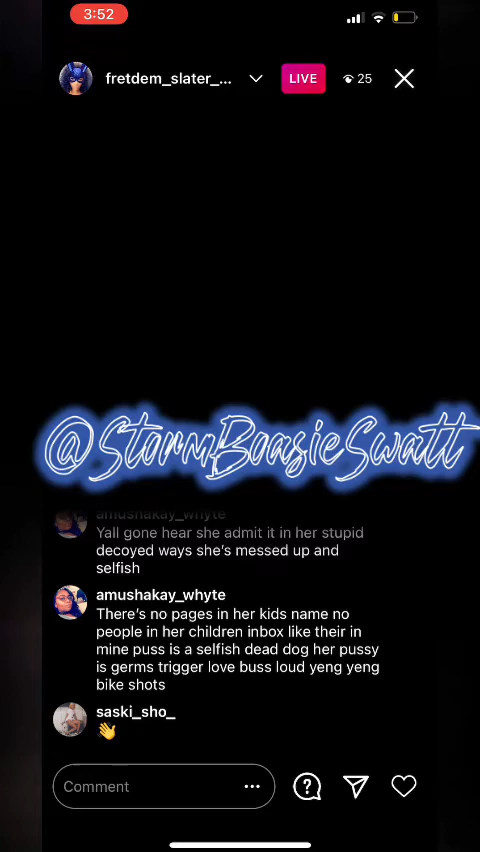 3:52
fretdem_slater_...
LIVE
25
@StormBoasieSwatt
amushakay_whyte
Yall gone hear she admit it in her stupid
decoyed ways she's messed up and
selfish
amushakay_whyte
There's no pages in her kids name no
people in her children inbox like their in
mine puss is a selfish dead dog her pussy
is germs trigger love buss loud yeng yeng
bike shots
saski_sho_
👋
Comment